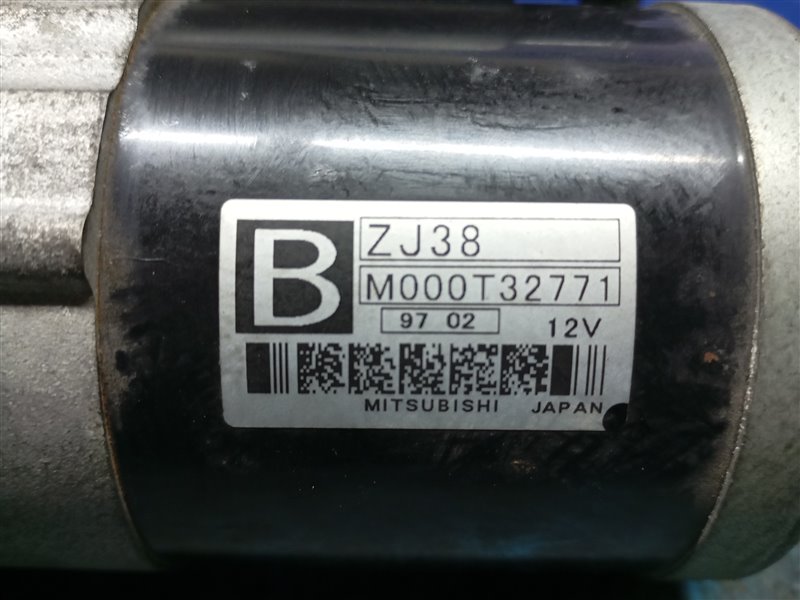 B
ZJ38
M000T32771
97 02 12V
MITSUBISHI JAPAN